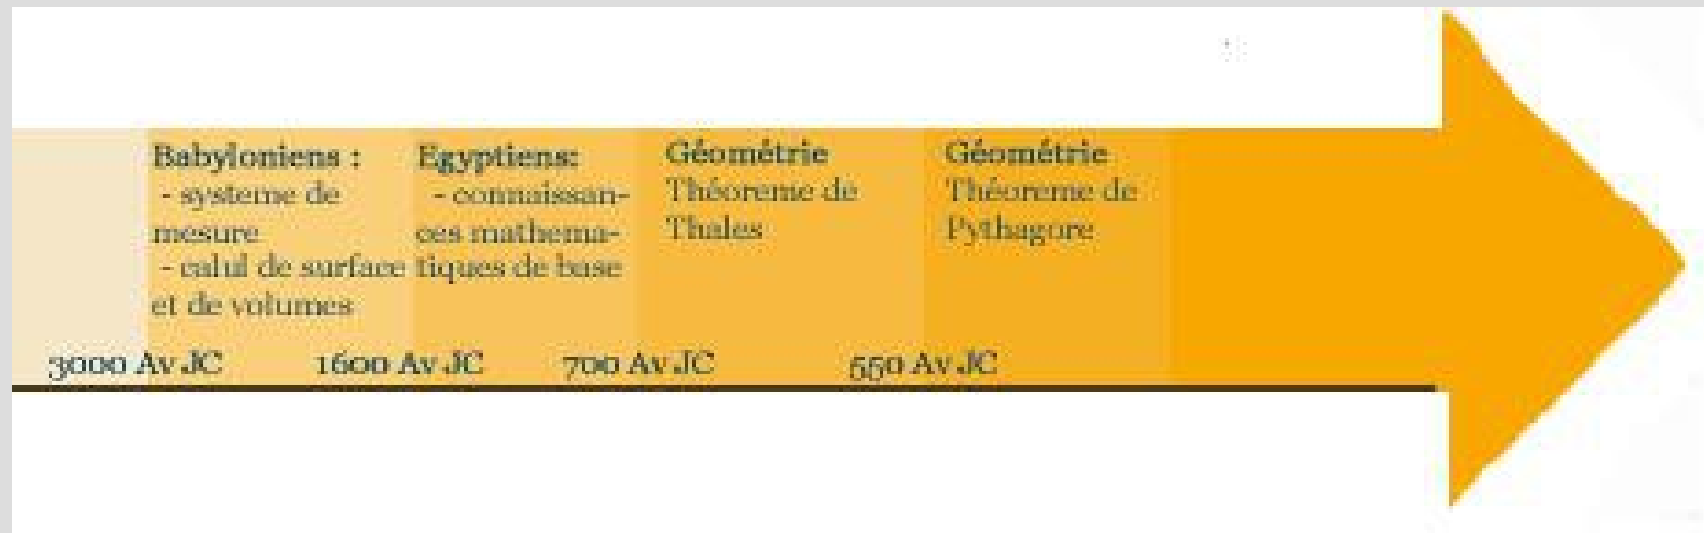 Babyloniens :
- systeme de
mesure
- calul de surface
et de volumes
Egyptiens:
- connaissan-
ces mathema-
tiques de base
Géométrie
Théoreme de
Thales
Géométrie
Théoreme de
Pythagore
3000 Av JC
1600 Av JC
700 Av JC
550 Av JC